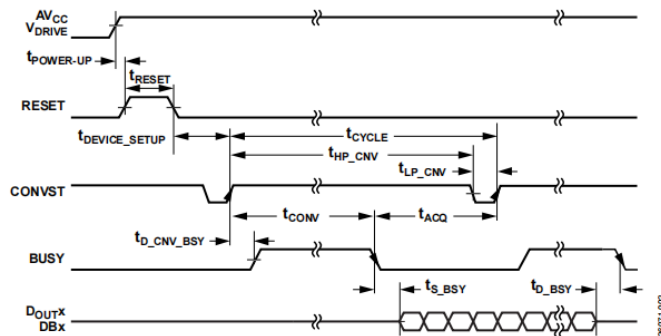 AVCC
VDRIVE
tPOWER-UP
tRESET
RESET
tDEVICE_SETUP
tCYCLE
tHP_CNV
tLP_CNV
CONVST
tCONV
tACQ
tD_CNV_BSY
BUSY
tS_BSY
tD_BSY
DOUTx
DBx